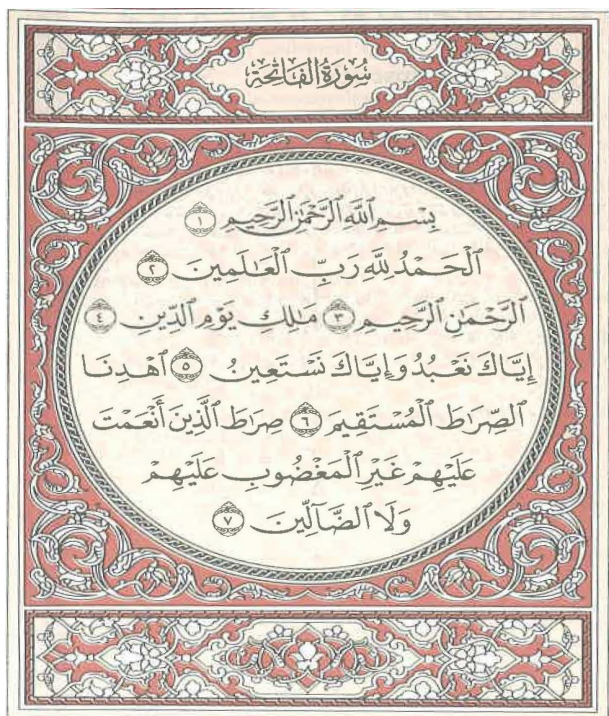 سُورَةُ الْفَاتِحَةِ
بِسْمِ ٱللَّهِ ٱلرَّحْمَٰنِ ٱلرَّحِيمِ ١
ٱلْحَمْدُ لِلَّهِ رَبِّ ٱلْعَٰلَمِينَ ٢
ٱلرَّحْمَٰنِ ٱلرَّحِيمِ ٣ مَٰلِكِ يَوْمِ ٱلدِّينِ ٤
إِيَّاكَ نَعْبُدُ وَإِيَّاكَ نَسْتَعِينُ ٥ ٱهْدِنَا
ٱلصِّرَٰطَ ٱلْمُسْتَقِيمَ ٦ صِرَٰطَ ٱلَّذِينَ أَنْعَمْتَ
عَلَيْهِمْ غَيْرِ ٱلْمَغْضُوبِ عَلَيْهِمْ
وَلَا ٱلضَّآلِّينَ ٧